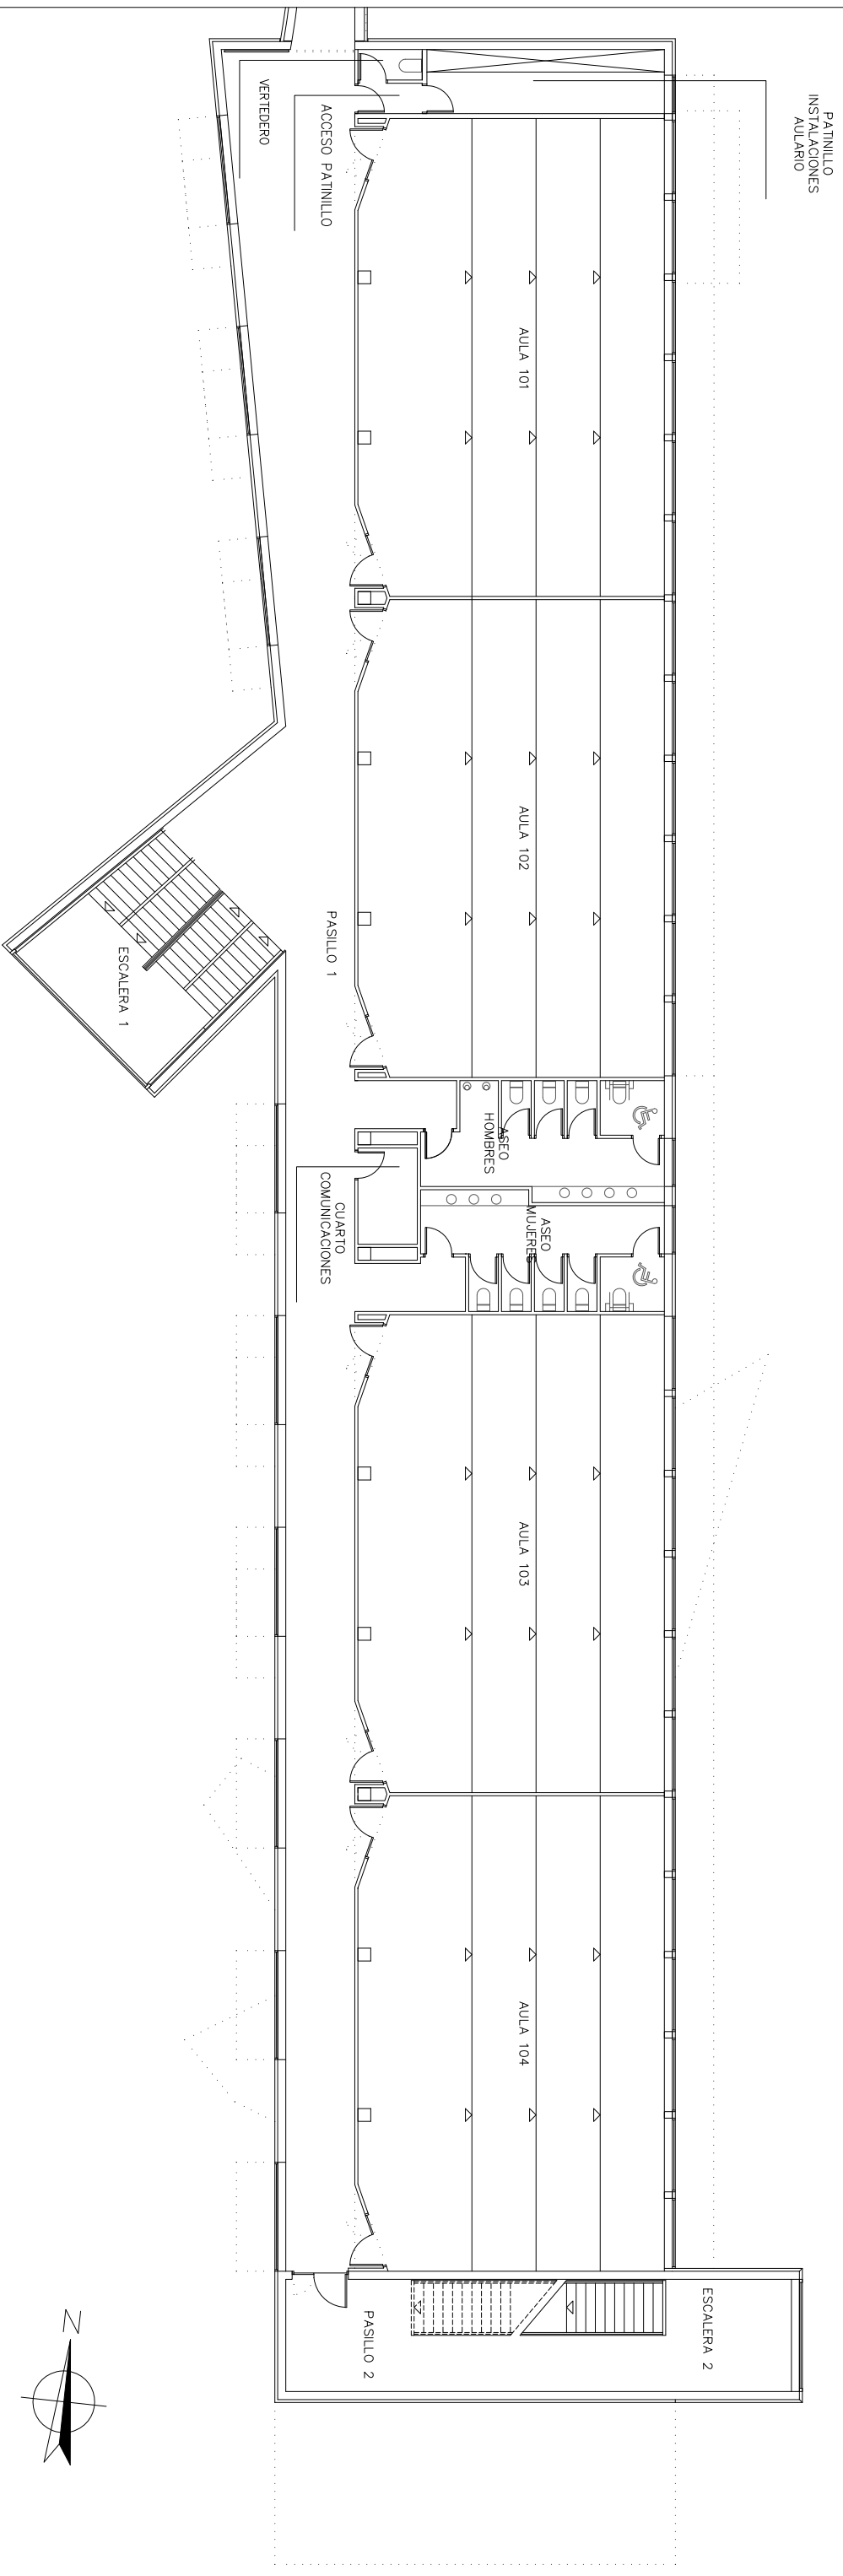 PATINILLO
INSTALACIONES
AULARIO
VERTEDERO
ACCESO PATINILLO
AULA 101
AULA 102
PASILLO 1
ESCALERA 1
ASEO
HOMBRES
ASEO
MUJERES
CUARTO
COMUNICACIONES
AULA 103
AULA 104
ESCALERA 2
PASILLO 2
N